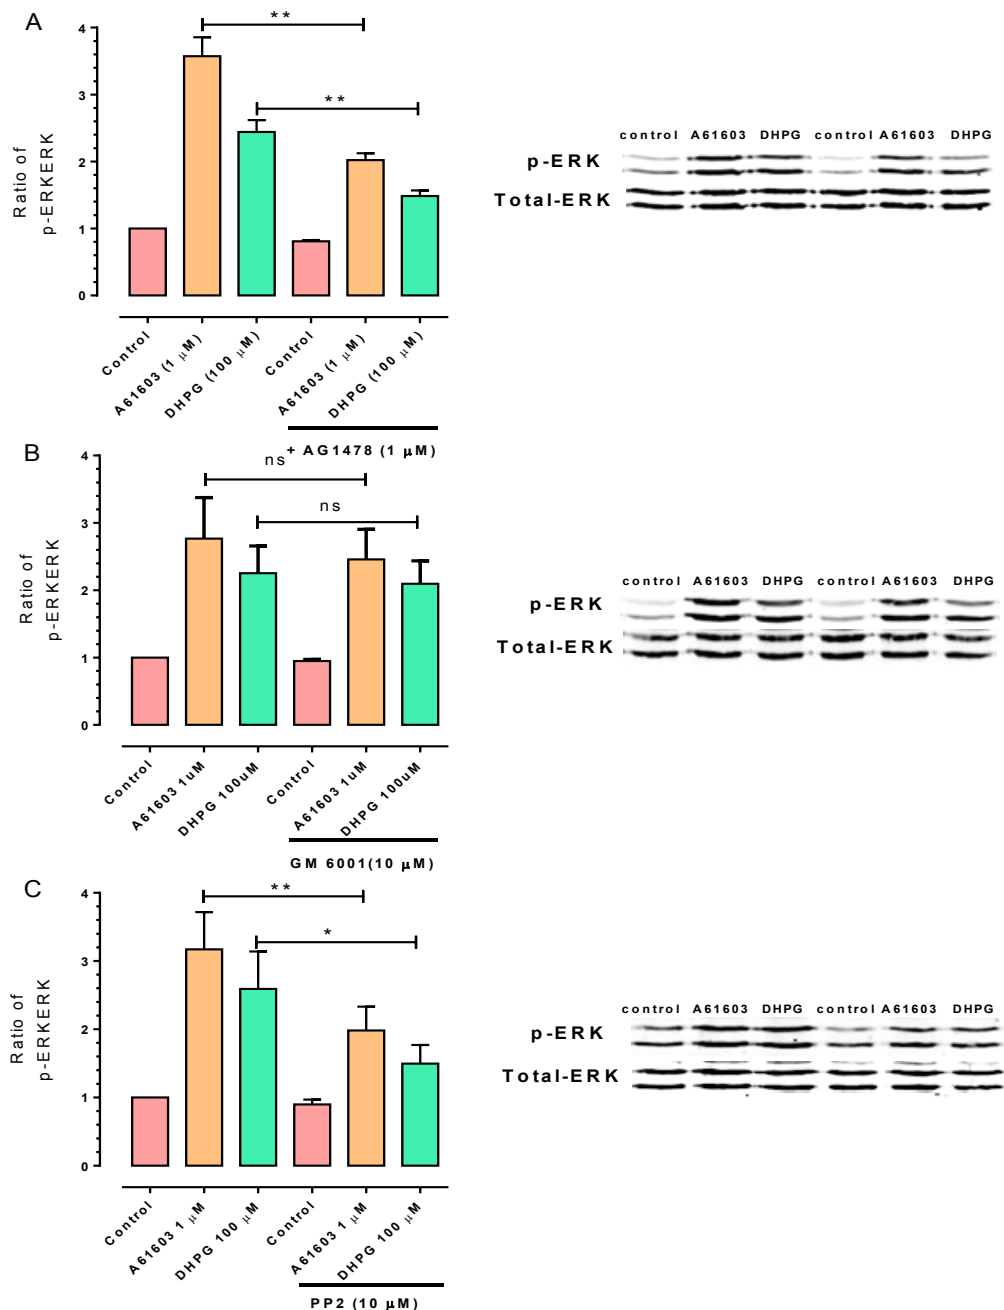 A
**
**
4
3
2
1
0
Ratio of
p-ERKERK
Control
A61603 (1 μM)
DHPG (100 μM)
Control
A61603 (1 μM)
DHPG (100 μM)
+ AG1478 (1 μM)
control A61603 DHPG control A61603 DHPG
p-ERK
Total-ERK
B
ns
ns
4
3
2
1
0
Ratio of
p-ERKERK
Control
A61603 1uM
DHPG 100uM
Control
A61603 1uM
DHPG 100uM
GM 6001(10 μM)
control A61603 DHPG control A61603 DHPG
p-ERK
Total-ERK
C
**
*
4
3
2
1
0
Ratio of
p-ERKERK
Control
A61603 1 μM
DHPG 100 μM
Control
A61603 1 μM
DHPG 100 μM
PP2 (10 μM)
control A61603 DHPG control A61603 DHPG
p-ERK
Total-ERK